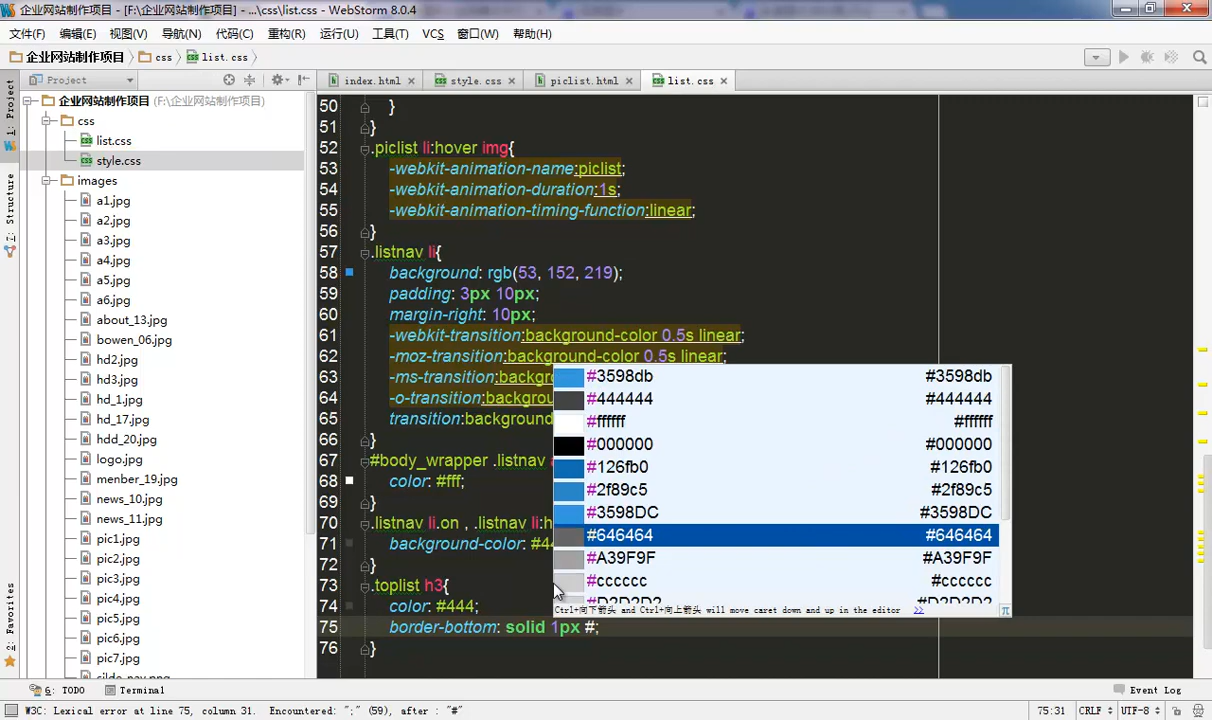 企业网站制作项目 - [F:\企业网站制作项目] - ...\css\list.css - WebStorm 8.0.4
文件(F) 编辑(E) 视图(V) 导航(N) 代码(C) 重构(R) 运行(U) 工具(T) VCS 窗口(W) 帮助(H)
企业网站制作项目 css list.css
Project
index.html style.css piclist.html list.css
1: Project
7: Structure
2: Favorites
企业网站制作项目 (F:\企业网站制作项目)
css
list.css
style.css
images
a1.jpg
a2.jpg
a3.jpg
a4.jpg
a5.jpg
a6.jpg
about_13.jpg
bowen_06.jpg
hd2.jpg
hd3.jpg
hd_1.jpg
hd_17.jpg
hdd_20.jpg
logo.jpg
menber_19.jpg
news_10.jpg
news_11.jpg
pic1.jpg
pic2.jpg
pic3.jpg
pic4.jpg
pic5.jpg
pic6.jpg
pic7.jpg
50 }
51 }
52 .piclist li:hover img{
53 -webkit-animation-name:piclist;
54 -webkit-animation-duration:1s;
55 -webkit-animation-timing-function:linear;
56 }
57 .listnav li{
58 background: rgb(53, 152, 219);
59 padding: 3px 10px;
60 margin-right: 10px;
61 -webkit-transition:background-color 0.5s linear;
62 -moz-transition:background-color 0.5s linear;
63 -ms-transition:backg
64 -o-transition:backgrou
65 transition:background
66 }
67 #body_wrapper .listnav
68 color: #fff;
69 }
70 .listnav li.on , .listnav li:h
71 background-color: #44
72 }
73 .toplist h3{
74 color: #444;
75 border-bottom: solid 1px #;
76 }
#3598db #3598db
#444444 #444444
#ffffff #ffffff
#000000 #000000
#126fb0 #126fb0
#2f89c5 #2f89c5
#3598DC #3598DC
#646464 #646464
#A39F9F #A39F9F
#cccccc #cccccc
#D2D2D2 #D2D2D2
Ctrl+向下箭头 and Ctrl+向上箭头 will move caret down and up in the editor >> π
6: TODO Terminal Event Log
W3C: Lexical error at line 75, column 31. Encountered: ";" (59), after : "#" 75:31 CRLF UTF-8